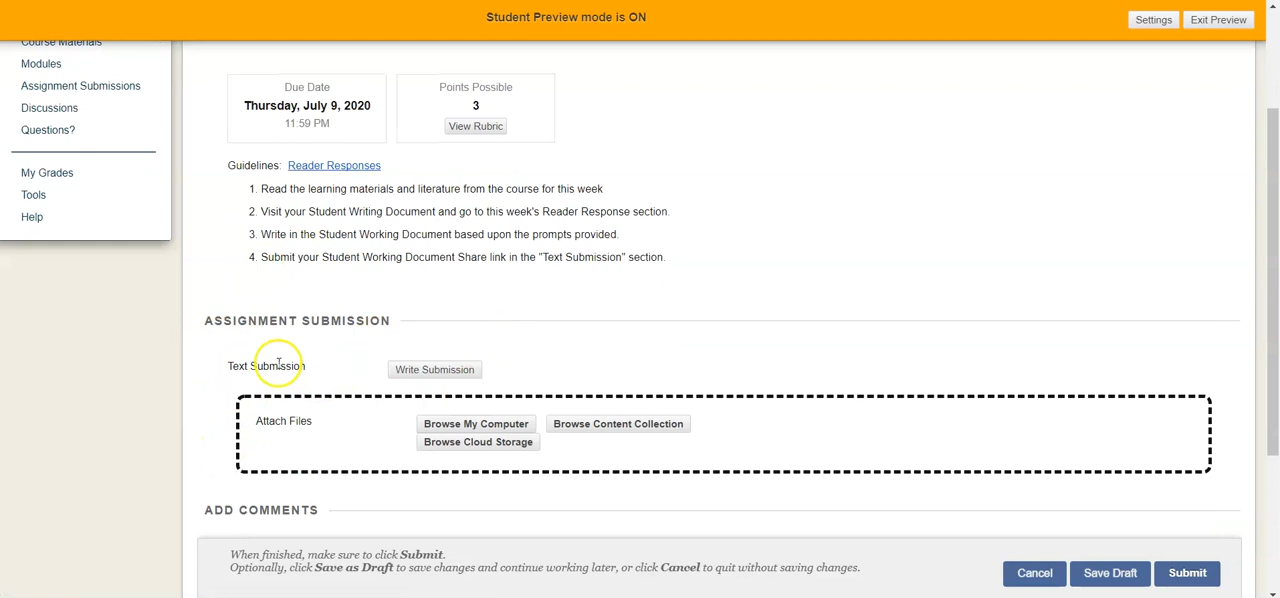 Student Preview mode is ON
Settings
Exit Preview
Course Materials
Modules
Assignment Submissions
Discussions
Questions?
My Grades
Tools
Help
Due Date
Thursday, July 9, 2020
11:59 PM
Points Possible
3
View Rubric
Guidelines: Reader Responses
1. Read the learning materials and literature from the course for this week
2. Visit your Student Writing Document and go to this week's Reader Response section.
3. Write in the Student Working Document based upon the prompts provided.
4. Submit your Student Working Document Share link in the "Text Submission" section.
ASSIGNMENT SUBMISSION
Text Submission
Write Submission
Attach Files
Browse My Computer
Browse Content Collection
Browse Cloud Storage
ADD COMMENTS
When finished, make sure to click Submit.
Optionally, click Save as Draft to save changes and continue working later, or click Cancel to quit without saving changes.
Cancel
Save Draft
Submit